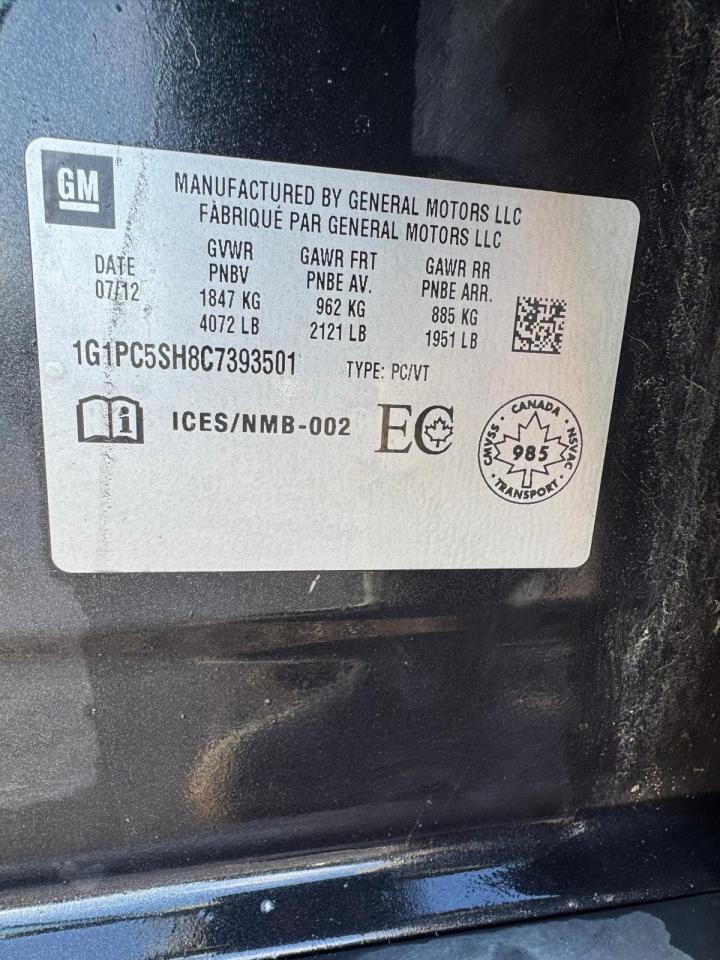 GM
MANUFACTURED BY GENERAL MOTORS LLC
FÀBRIQUÉ PAR GENERAL MOTORS LLC
DATE GVWR GAWR FRT GAWR RR
07/12 PNBV PNBE AV. PNBE ARR.
1847 KG 962 KG 885 KG
4072 LB 2121 LB 1951 LB
1G1PC5SH8C7393501 TYPE: PC/VT
i ICES/NMB-002 EC
CANADA
CMVSS 985 NSVAC
TRANSPORT